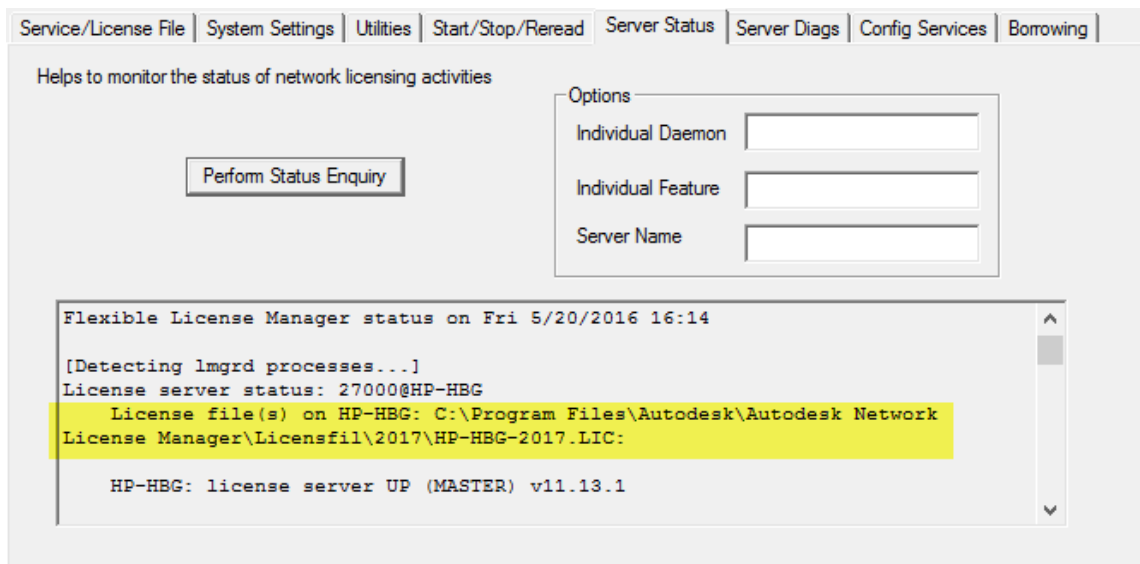 Service/License File System Settings Utilities Start/Stop/Reread Server Status Server Diags Config Services Borrowing
Helps to monitor the status of network licensing activities
Options
Individual Daemon
Perform Status Enquiry
Individual Feature
Server Name
Flexible License Manager status on Fri 5/20/2016 16:14
[Detecting lmgrd processes...]
License server status: 27000@HP-HBG
License file(s) on HP-HBG: C:\Program Files\Autodesk\Autodesk Network
License Manager\Licensfil\2017\HP-HBG-2017.LIC:
HP-HBG: license server UP (MASTER) v11.13.1